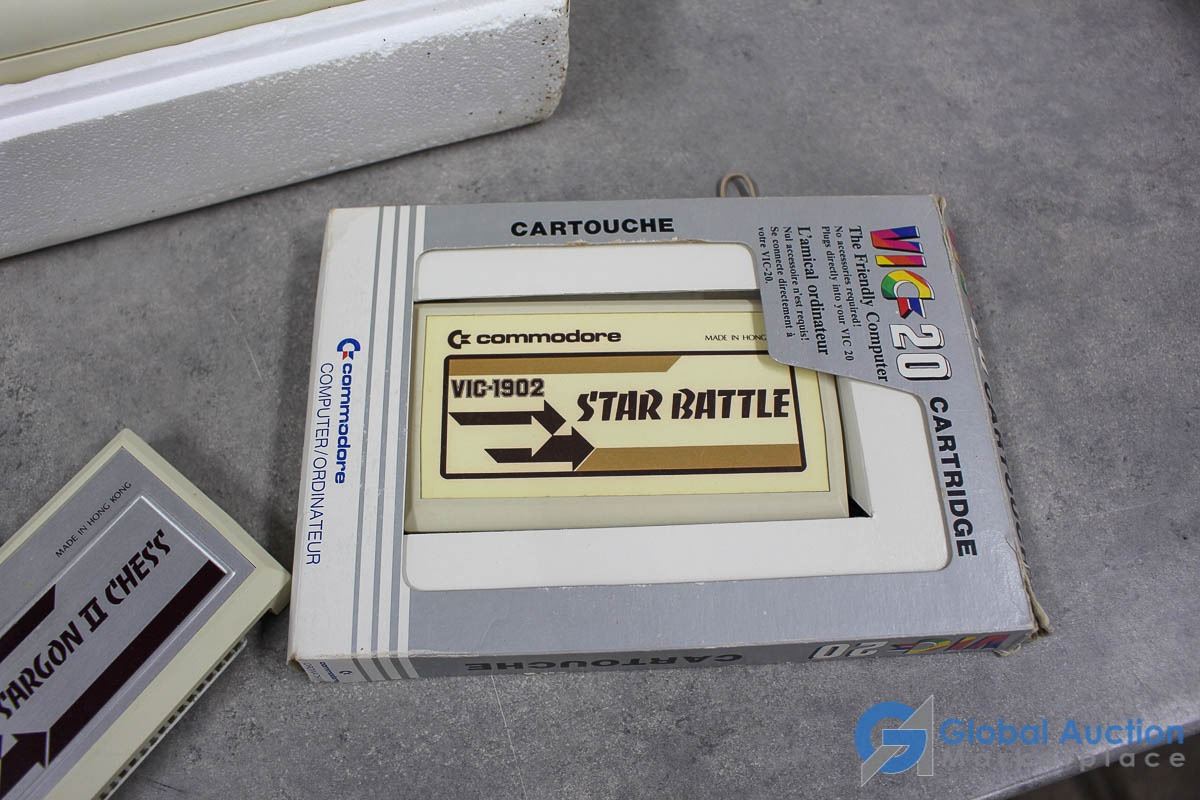 CARTOUCHE
VIC-20 CARTRIDGE
The Friendly Computer
No accessories required!
Plugs directly into your VIC 20
L'amical ordinateur
Nul accessoire n'est requis!
Se connecte directement à
votre VIC-20.
commodore
COMPUTER/ORDINATEUR
commodore
MADE IN HONG
VIC-1902
STAR BATTLE
MADE IN HONG KONG
SARGON II CHESS
commodore
CARTOUCHE
VIC-20
Global Auction
Marketplace